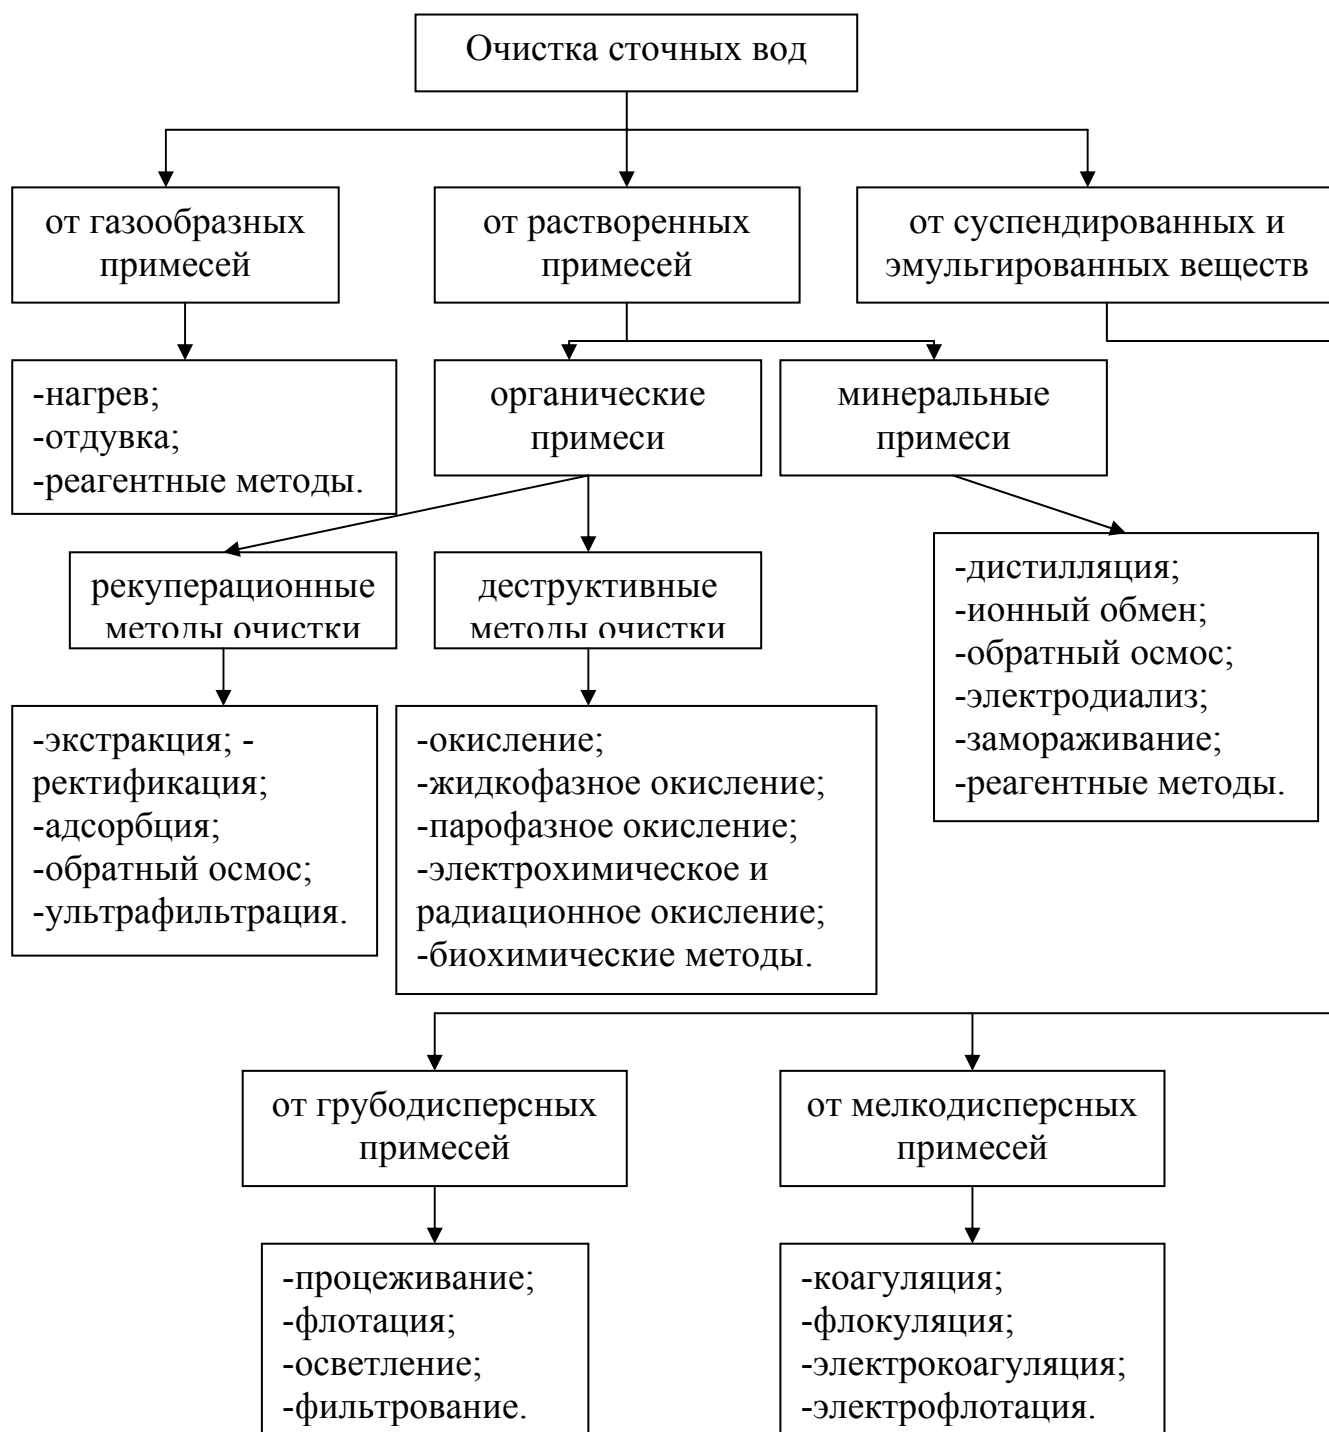 Очистка сточных вод
от газообразных
примесей
от растворенных
примесей
от суспендированных и
эмульгированных веществ
-нагрев;
-отдувка;
-реагентные методы.
органические
примеси
минеральные
примеси
рекуперационные
методы очистки
деструктивные
методы очистки
-дистилляция;
-ионный обмен;
-обратный осмос;
-электродиализ;
-замораживание;
-реагентные методы.
-экстракция; -
ректификация;
-адсорбция;
-обратный осмос;
-ультрафильтрация.
-окисление;
-жидкофазное окисление;
-парофазное окисление;
-электрохимическое и
радиационное окисление;
-биохимические методы.
от грубодисперсных
примесей
от мелкодисперсных
примесей
-процеживание;
-флотация;
-осветление;
-фильтрование.
-коагуляция;
-флокуляция;
-электрокоагуляция;
-электрофлотация.